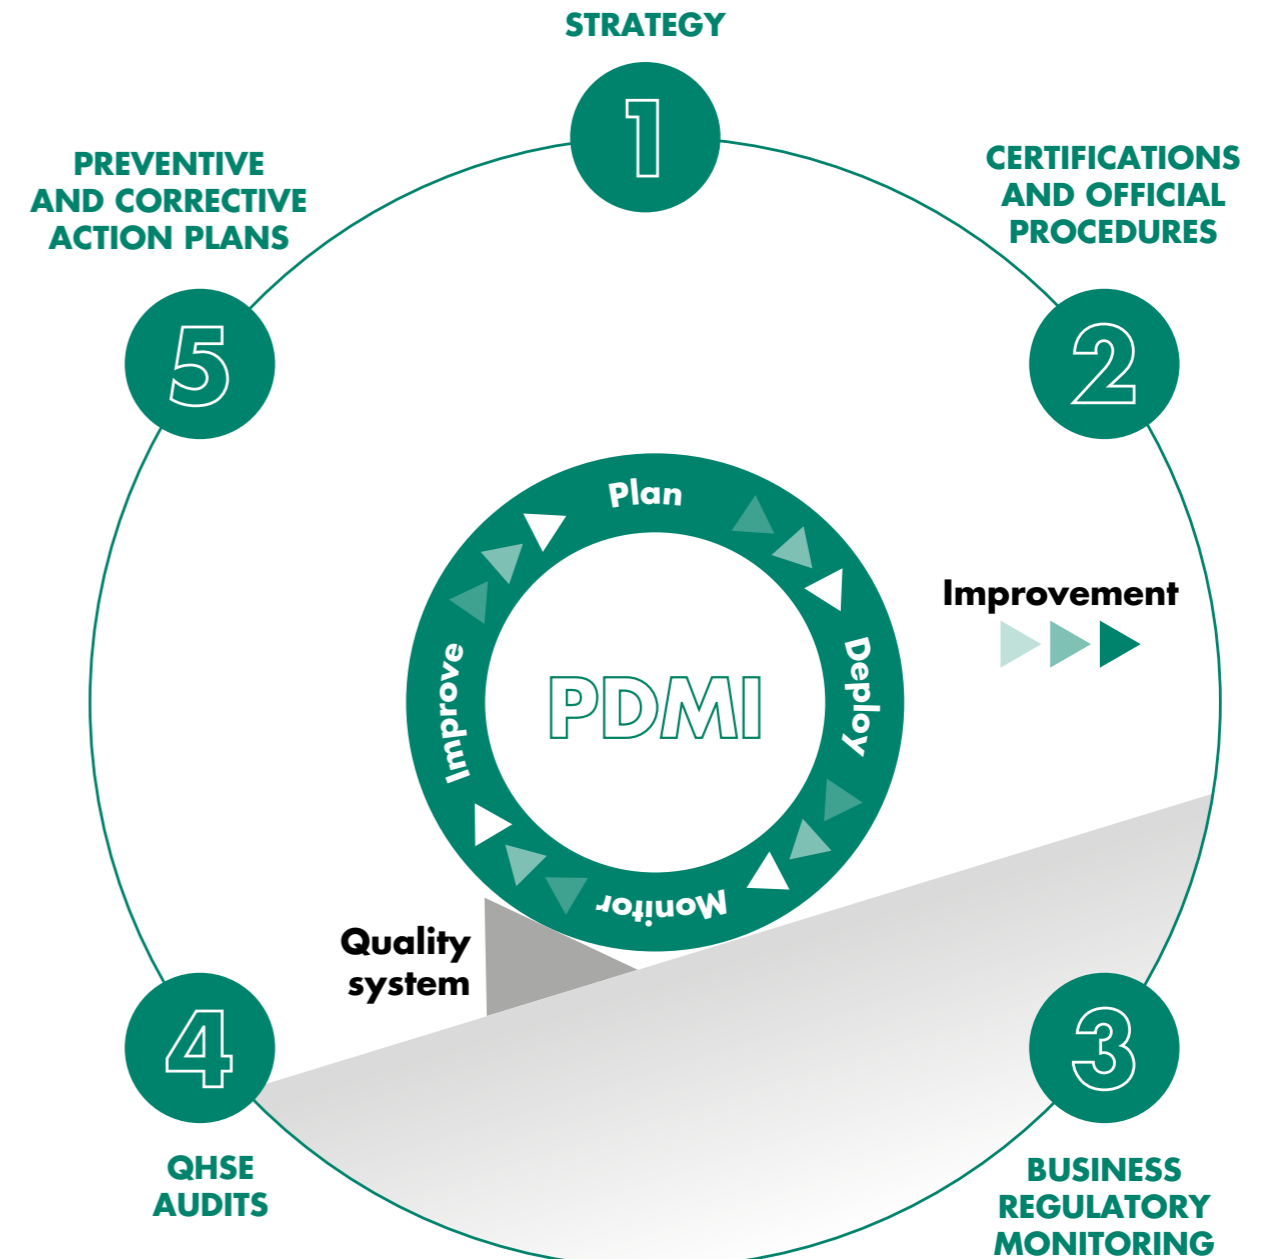 STRATEGY
1
CERTIFICATIONS
AND OFFICIAL
PROCEDURES
2
BUSINESS
REGULATORY
MONITORING
3
QHSE
AUDITS
4
PREVENTIVE
AND CORRECTIVE
ACTION PLANS
5
Plan
Deploy
Monitor
Improve
PDMI
Improvement
Quality
system